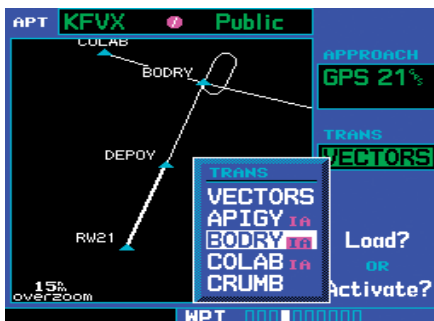 APT KFVX Public
COLAB
BODRY
DEPOY
RW21
15
overzoom
APPROACH
GPS 21
TRANS
VECTORS
TRANS
VECTORS
APIGY IA
BODRY IA
COLAB IA
CRUMB
Load?
OR
Activate?
WPT